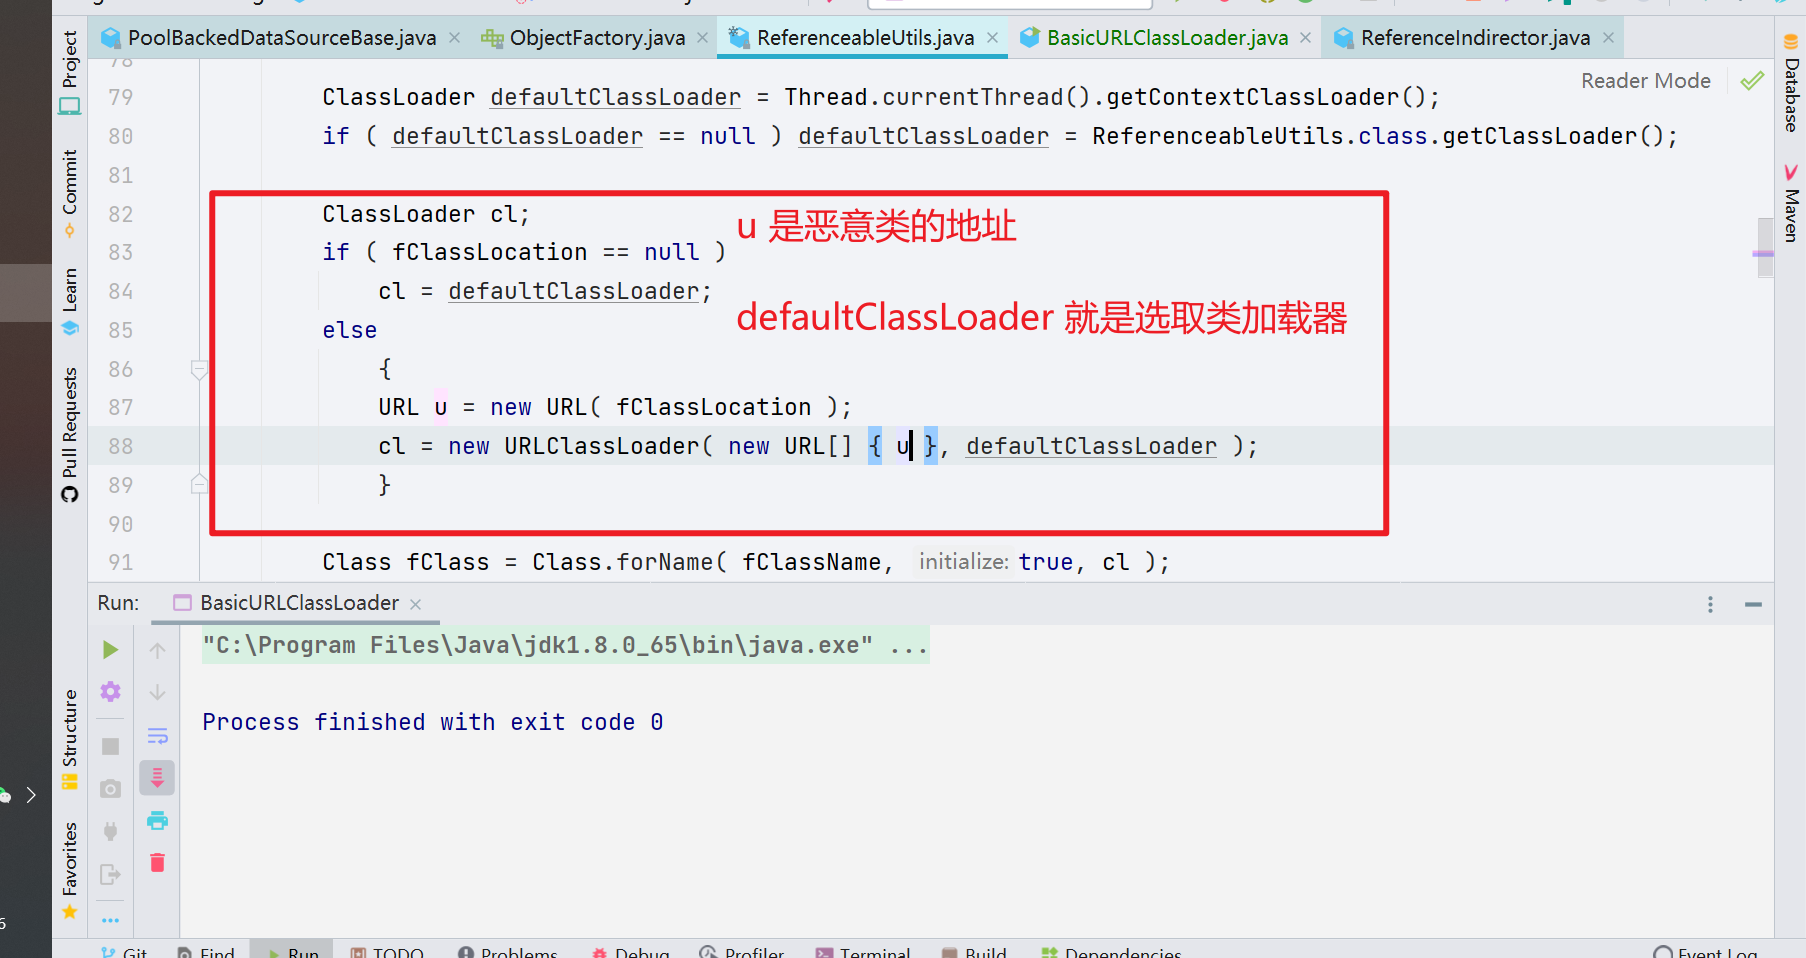 PoolBackedDataSourceBase.java
ObjectFactory.java
ReferenceableUtils.java
BasicURLClassLoader.java
ReferenceIndirector.java
Reader Mode
78
79 ClassLoader defaultClassLoader = Thread.currentThread().getContextClassLoader();
80 if ( defaultClassLoader == null ) defaultClassLoader = ReferenceableUtils.class.getClassLoader();
81
82 ClassLoader cl;
u 是恶意类的地址
83 if ( fClassLocation == null )
84 cl = defaultClassLoader;
defaultClassLoader 就是选取类加载器
85 else
86 {
87 URL u = new URL( fClassLocation );
88 cl = new URLClassLoader( new URL[] { u }, defaultClassLoader );
89 }
90
91 Class fClass = Class.forName( fClassName, initialize: true, cl );
Project
Commit
Learn
Pull Requests
Structure
Favorites
Database
Maven
Run:
BasicURLClassLoader
"C:\Program Files\Java\jdk1.8.0_65\bin\java.exe" ...
Process finished with exit code 0
6
Git
Find
Run
TODO
Problems
Debug
Profiler
Terminal
Build
Dependencies
Event Log